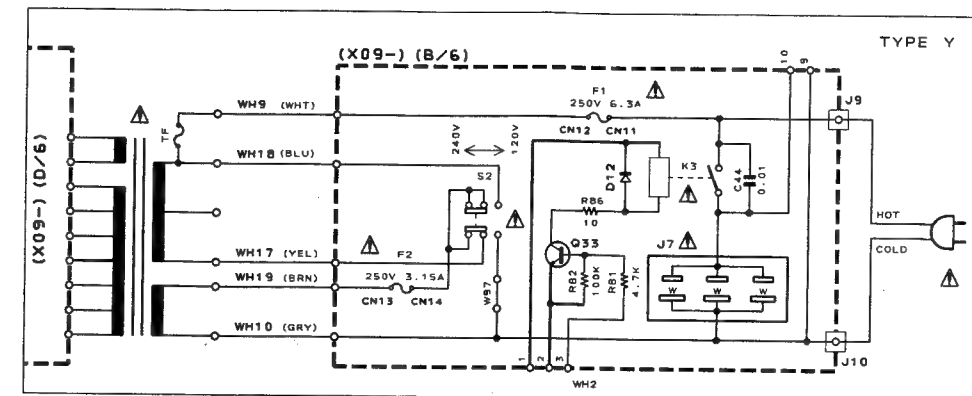 TYPE Y
(X09-) (B/6)
10
9
J9
WH9 (WHT)
F1
250V 6.3A
CN12 CN11
TF
240V
120V
WH18 (BLU)
S2
D12
K3
C44
0.01
R86
10
HOT
COLD
(X09-) (D/6)
Q33
J7
WH17 (YEL)
F2
R82
100K
R81
4.7K
W
W
W
WH19 (BRN)
250V 3.15A
CN13 CN14
W97
WH10 (GRY)
1
2
3
J10
WH2